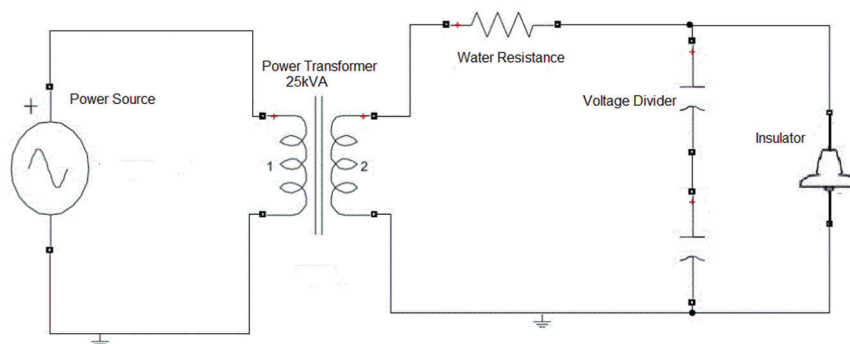 Power Source
+
Power Transformer
25kVA
1
2
Water Resistance
Voltage Divider
Insulator